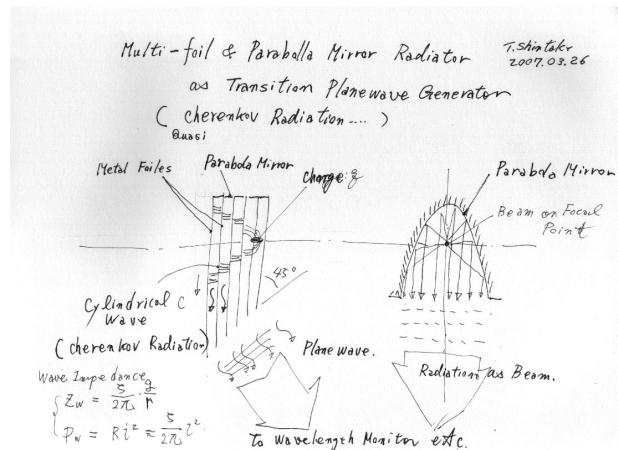 Multi-foil & Parabolla Mirror Radiator
T. Shintake
2007.03.26
as Transition Planewave Generator
( Cherenkov Radiation.... )
Quasi
Metal Foiles
Parabola Mirror
charge: q
Parabola Mirror
Beam on Focal
Point
45°
Cylindrical C
Wave
(Cherenkov Radiation)
Plane wave.
Radiation as Beam.
Wave Impedance
Zw = 5/2π · g/r
Pw = Ri² ≈ 5/2π i².
To Wavelength Monitor etc.